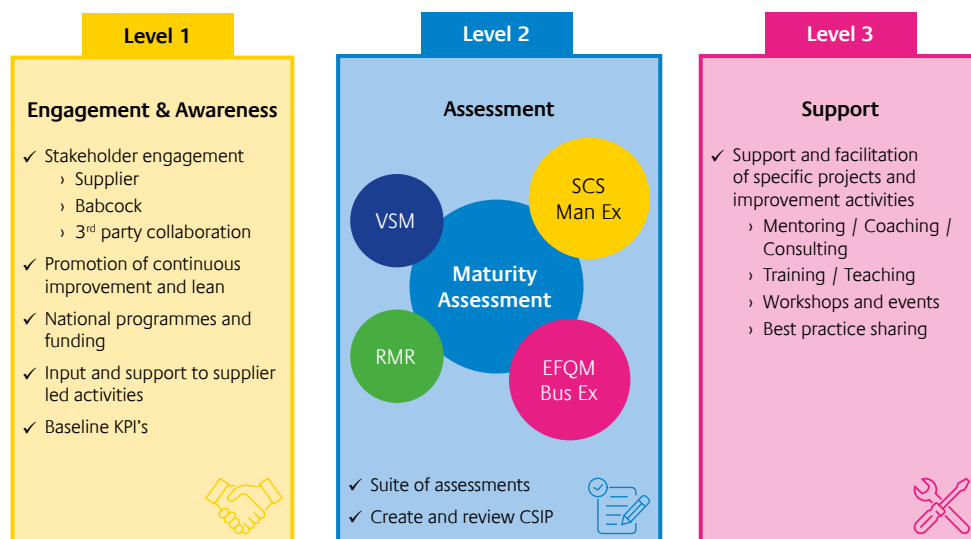 Level 1
Engagement & Awareness
✓ Stakeholder engagement
› Supplier
› Babcock
› 3rd party collaboration
✓ Promotion of continuous
improvement and lean
✓ National programmes and
funding
✓ Input and support to supplier
led activities
✓ Baseline KPI's
Level 2
Assessment
VSM
SCS
Man Ex
Maturity
Assessment
RMR
EFQM
Bus Ex
✓ Suite of assessments
✓ Create and review CSIP
Level 3
Support
✓ Support and facilitation
of specific projects and
improvement activities
› Mentoring / Coaching /
Consulting
› Training / Teaching
› Workshops and events
› Best practice sharing